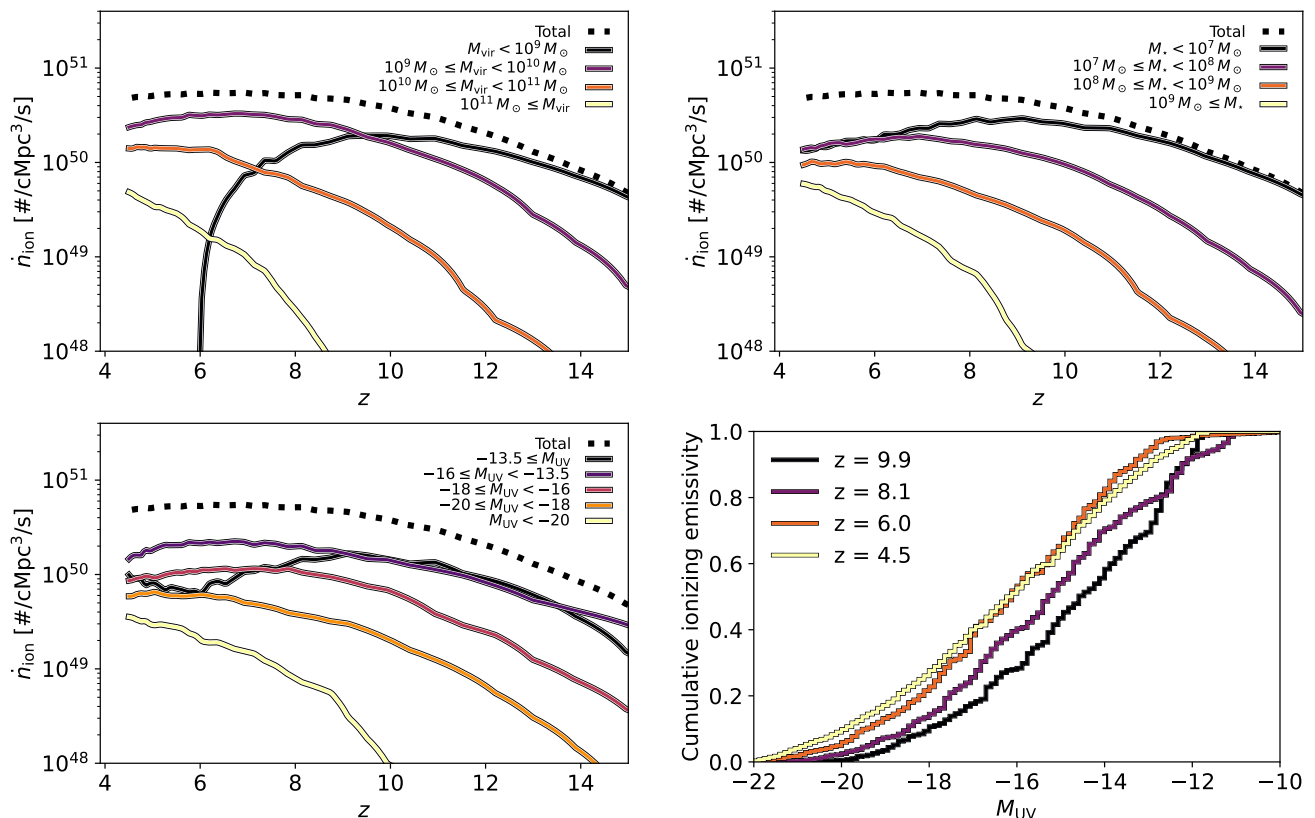 Total
M_vir < 10^9 M_⊙
10^9 M_⊙ ≤ M_vir < 10^10 M_⊙
10^10 M_⊙ ≤ M_vir < 10^11 M_⊙
10^11 M_⊙ ≤ M_vir
10^51
10^50
10^49
10^48
ṅ_ion [#/cMpc^3/s]
4 6 8 10 12 14
z
Total
M_⋆ < 10^7 M_⊙
10^7 M_⊙ ≤ M_⋆ < 10^8 M_⊙
10^8 M_⊙ ≤ M_⋆ < 10^9 M_⊙
10^9 M_⊙ ≤ M_⋆
10^51
10^50
10^49
10^48
ṅ_ion [#/cMpc^3/s]
4 6 8 10 12 14
z
Total
−13.5 ≤ M_UV
−16 ≤ M_UV < −13.5
−18 ≤ M_UV < −16
−20 ≤ M_UV < −18
M_UV < −20
10^51
10^50
10^49
10^48
ṅ_ion [#/cMpc^3/s]
4 6 8 10 12 14
z
z = 9.9
z = 8.1
z = 6.0
z = 4.5
1.0
0.8
0.6
0.4
0.2
0.0
Cumulative ionizing emissivity
−22 −20 −18 −16 −14 −12 −10
M_UV